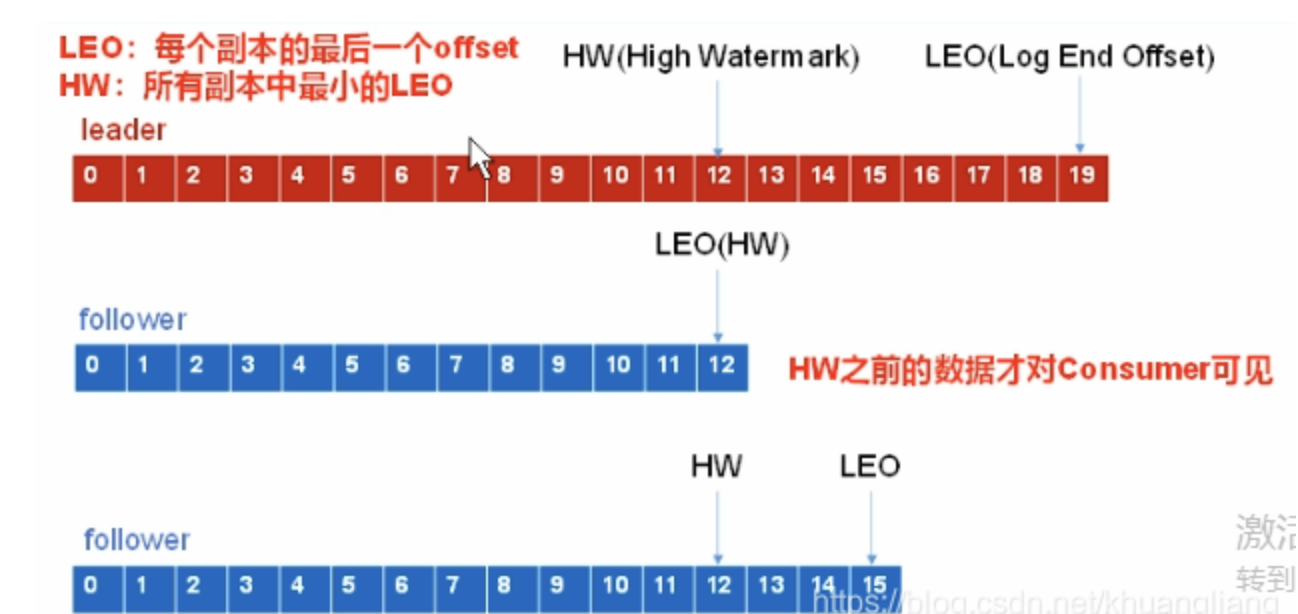 LEO：每个副本的最后一个offset
HW：所有副本中最小的LEO
HW(High Watermark)
LEO(Log End Offset)
leader
0 1 2 3 4 5 6 7 8 9 10 11 12 13 14 15 16 17 18 19
LEO(HW)
follower
0 1 2 3 4 5 6 7 8 9 10 11 12
HW之前的数据才对Consumer可见
HW
LEO
follower
0 1 2 3 4 5 6 7 8 9 10 11 12 13 14 15
激活
转到
https://blog.csdn.net/khuangliang